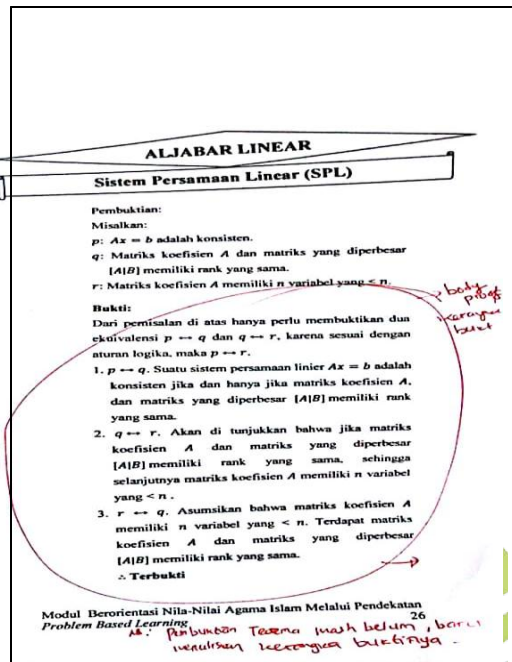 ALJABAR LINEAR
Sistem Persamaan Linear (SPL)
Pembuktian:
Misalkan:
p: Ax = b adalah konsisten.
q: Matriks koefisien A dan matriks yang diperbesar
[A|B] memiliki rank yang sama.
r: Matriks koefisien A memiliki n variabel yang < n.
body
proof
kerangka
bukt
Bukti:
Dari pemisalan di atas hanya perlu membuktikan dua
ekuivalensi p ↔ q dan q ↔ r, karena sesuai dengan
aturan logika, maka p ↔ r.
1. p ↔ q. Suatu sistem persamaan linier Ax = b adalah
konsisten jika dan hanya jika matriks koefisien A,
dan matriks yang diperbesar [A|B] memiliki rank
yang sama.
2. q ↔ r. Akan di tunjukkan bahwa jika matriks
koefisien A dan matriks yang diperbesar
[A|B] memiliki rank yang sama, sehingga
selanjutnya matriks koefisien A memiliki n variabel
yang < n .
3. r ↔ q. Asumsikan bahwa matriks koefisien A
memiliki n variabel yang < n. Terdapat matriks
koefisien A dan matriks yang diperbesar
[A|B] memiliki rank yang sama.
∴ Terbukti
Modul Berorientasi Nila-Nilai Agama Islam Melalui Pendekatan
Problem Based Learning 26
Pembuktian Teorema masih belum, baru
menuliskan kerangka buktinya.